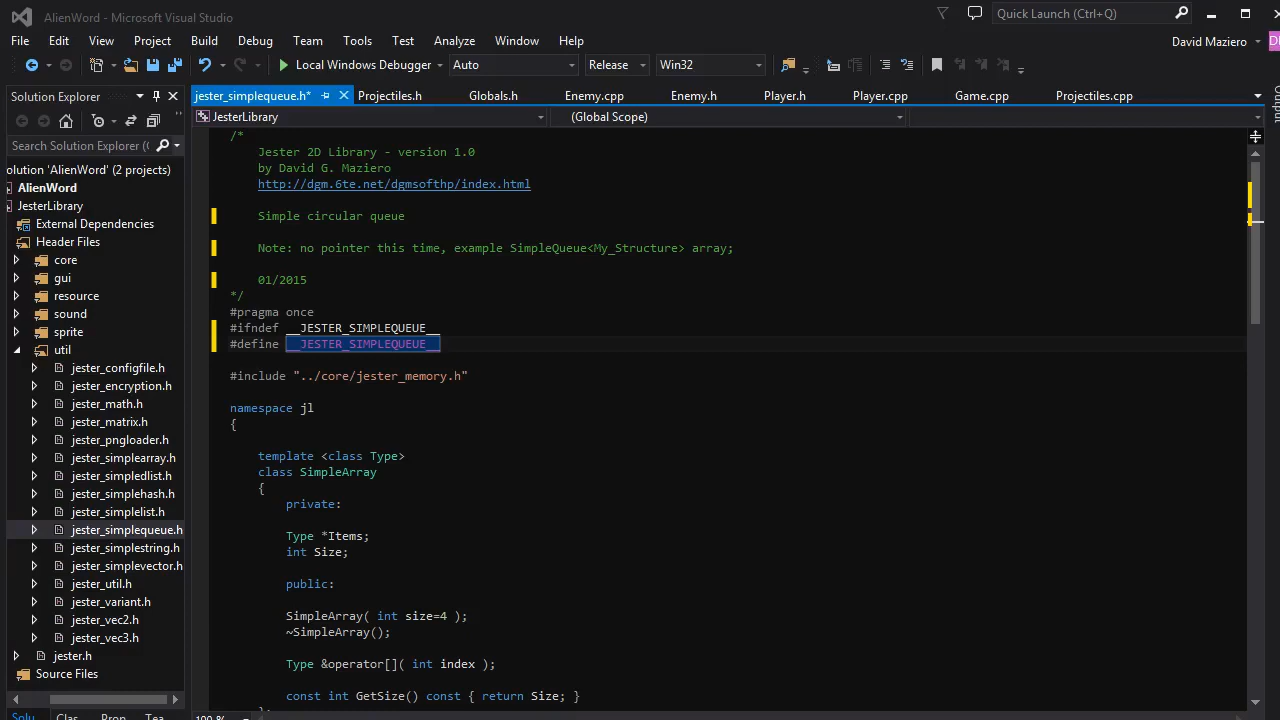 AlienWord - Microsoft Visual Studio
Quick Launch (Ctrl+Q)
File Edit View Project Build Debug Team Tools Test Analyze Window Help
David Maziero
Local Windows Debugger Auto Release Win32
Solution Explorer
jester_simplequeue.h* Projectiles.h Globals.h Enemy.cpp Enemy.h Player.h Player.cpp Game.cpp Projectiles.cpp
JesterLibrary (Global Scope)
Search Solution Explorer (
olution 'AlienWord' (2 projects)
AlienWord
JesterLibrary
External Dependencies
Header Files
core
gui
resource
sound
sprite
util
jester_configfile.h
jester_encryption.h
jester_math.h
jester_matrix.h
jester_pngloader.h
jester_simplearray.h
jester_simpledlist.h
jester_simplehash.h
jester_simplelist.h
jester_simplequeue.h
jester_simplestring.h
jester_simplevector.h
jester_util.h
jester_variant.h
jester_vec2.h
jester_vec3.h
jester.h
Source Files
/*
Jester 2D Library - version 1.0
by David G. Maziero
http://dgm.6te.net/dgmsofthp/index.html
Simple circular queue
Note: no pointer this time, example SimpleQueue<My_Structure> array;
01/2015
*/
#pragma once
#ifndef __JESTER_SIMPLEQUEUE__
#define __JESTER_SIMPLEQUEUE__
#include "../core/jester_memory.h"
namespace jl
{
template <class Type>
class SimpleArray
{
private:
Type *Items;
int Size;
public:
SimpleArray( int size=4 );
~SimpleArray();
Type &operator[]( int index );
const int GetSize() const { return Size; }
};
Solu Clas Prop Tea
100 %